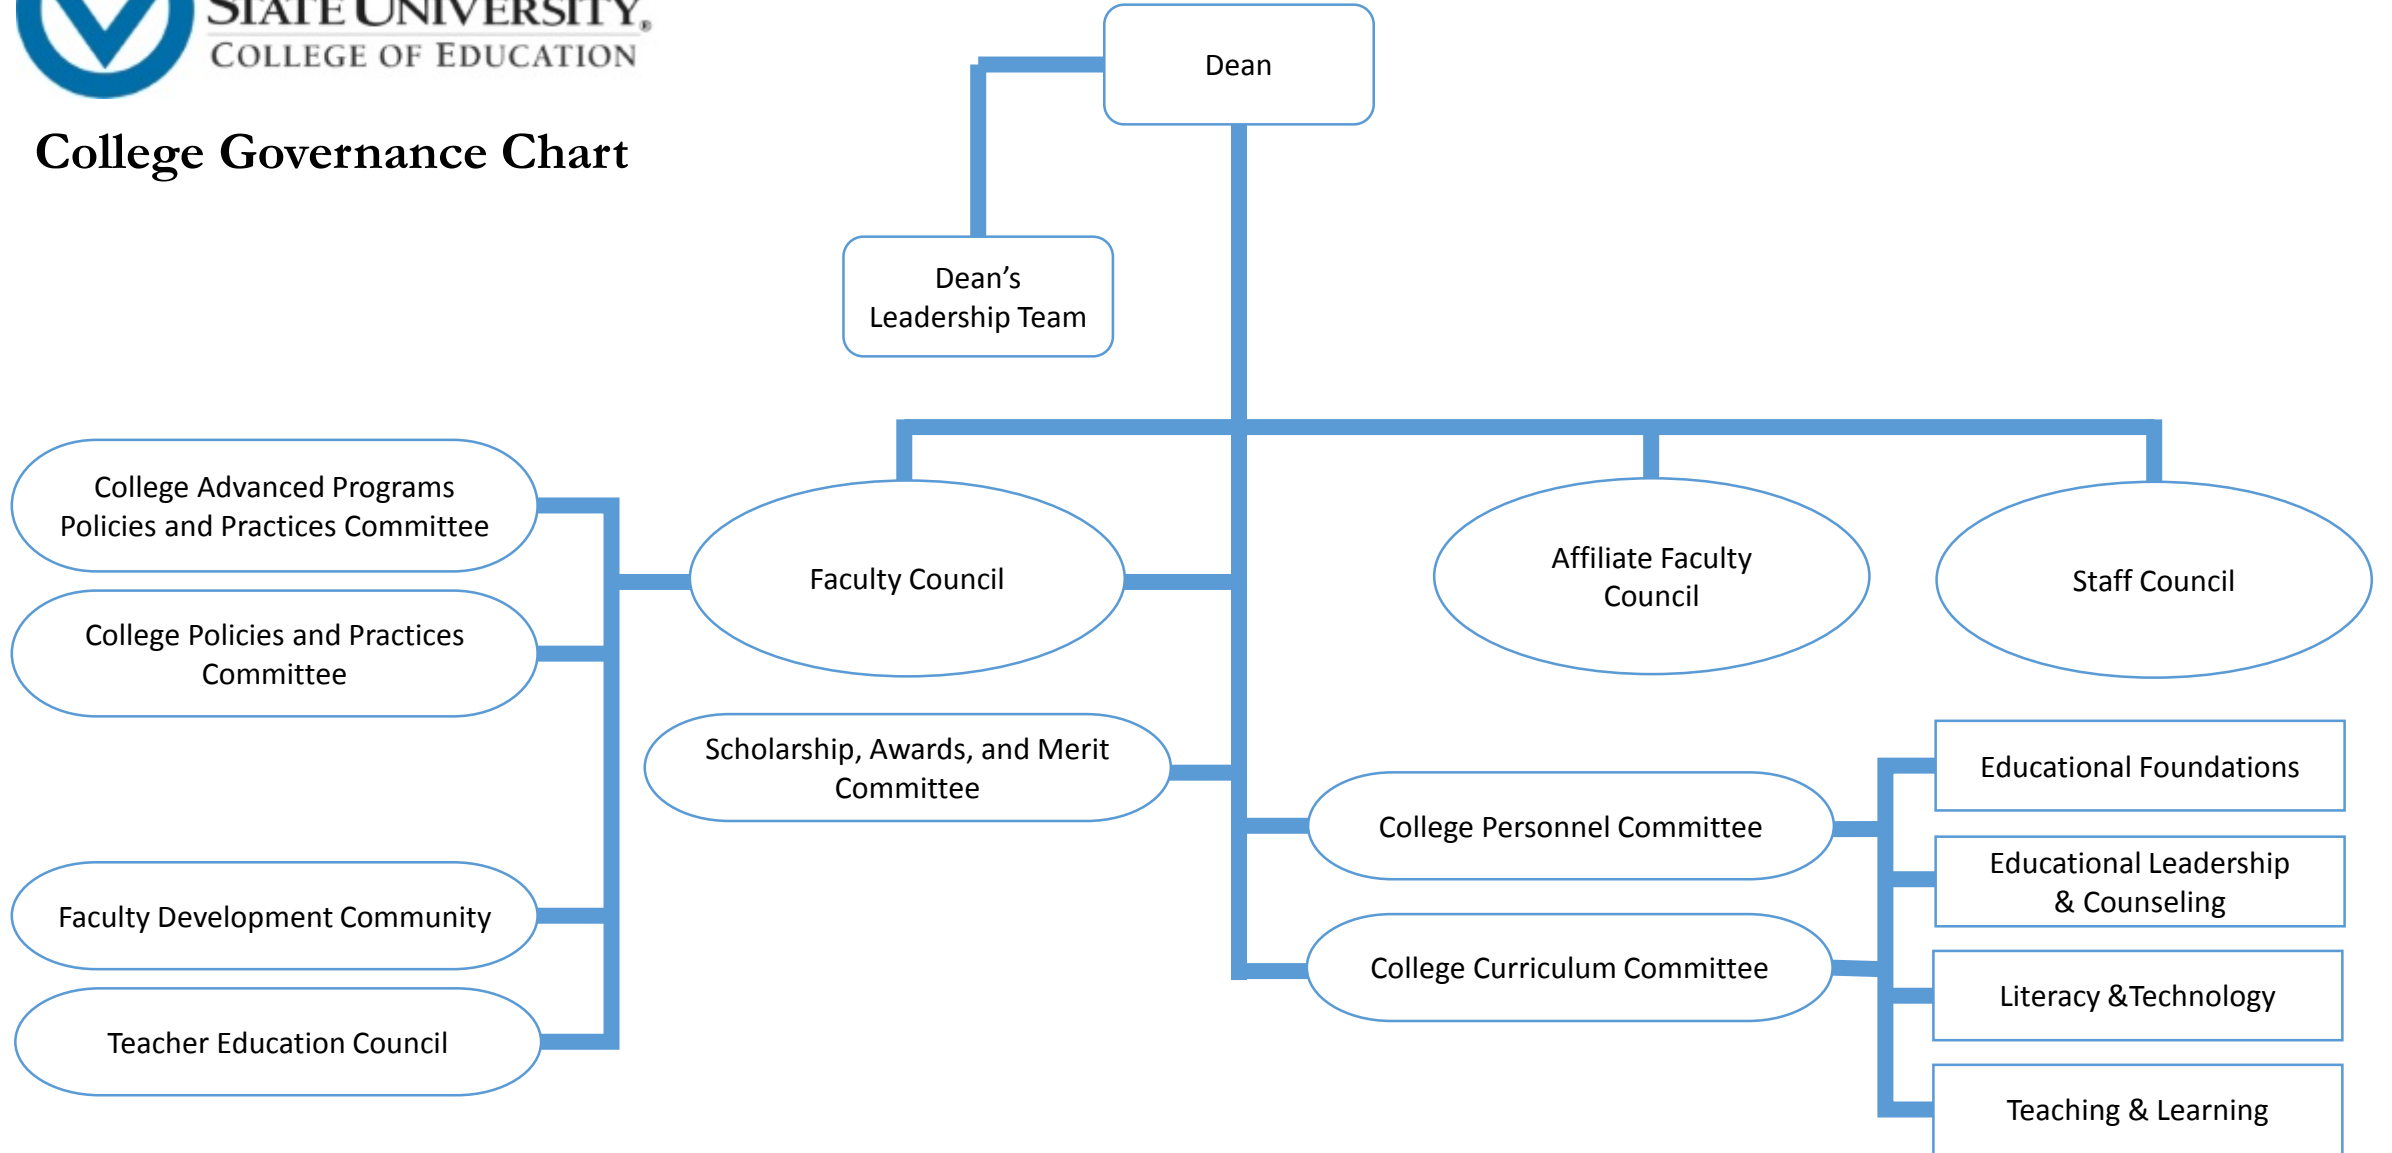 STATE UNIVERSITY®
COLLEGE OF EDUCATION
College Governance Chart
Dean
Dean’s
Leadership Team
College Advanced Programs
Policies and Practices Committee
College Policies and Practices
Committee
Faculty Development Community
Teacher Education Council
Faculty Council
Scholarship, Awards, and Merit
Committee
Affiliate Faculty
Council
Staff Council
College Personnel Committee
College Curriculum Committee
Educational Foundations
Educational Leadership
& Counseling
Literacy &Technology
Teaching & Learning